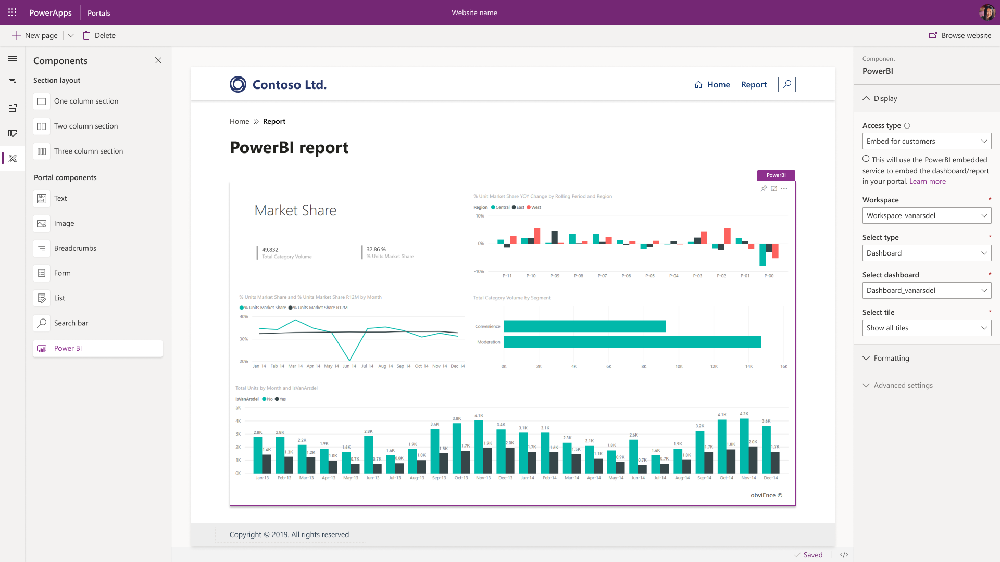 PowerApps
Portals
Website name
New page
Delete
Browse website
Components
Section layout
One column section
Two column section
Three column section
Portal components
Abc
def
Text
Image
Breadcrumbs
Form
List
Search bar
Power BI
Contoso Ltd.
Home
Report
Home
Report
PowerBI report
PowerBI
Market Share
49,832
Total Category Volume
32.86 %
% Units Market Share
% Unit Market Share YOY Change by Rolling Period and Region
Region Central East West
10%
0%
-10%
P-11 P-10 P-09 P-08 P-07 P-06 P-05 P-04 P-03 P-02 P-01 P-00
% Units Market Share and % Units Market Share R12M by Month
% Units Market Share % Units Market Share R12M
40%
30%
20%
Jan-14 Feb-14 Mar-14 Apr-14 May-14 Jun-14 Jul-14 Aug-14 Sep-14 Oct-14 Nov-14 Dec-14
Total Category Volume by Segment
Convenience
Moderation
0K 2K 4K 6K 8K 10K 12K 14K 16K
Total Units by Month and isVanArsdel
isVanArsdel No Yes
5K
4K
3K
2K
1K
0K
2.8K 2.8K 2.2K 1.9K 1.6K 2.8K 1.4K 1.9K 3.4K 3.8K 4.1K 3.4K 3.1K 3.1K 2.3K 2.1K 1.8K 2.6K 1.4K 1.9K 3.2K 4.1K 4.2K 3.6K
1.4K 1.3K 1.2K 1.0K 0.7K 0.7K 0.8K 1.0K 1.5K 1.7K 1.9K 2.0K 1.7K 1.6K 1.5K 1.1K 0.9K 0.7K 0.7K 1.0K 1.7K 1.8K 2.0K 1.7K
Jan-13 Feb-13 Mar-13 Apr-13 May-13 Jun-13 Jul-13 Aug-13 Sep-13 Oct-13 Nov-13 Dec-13 Jan-14 Feb-14 Mar-14 Apr-14 May-14 Jun-14 Jul-14 Aug-14 Sep-14 Oct-14 Nov-14 Dec-14
obviEnce ©
Copyright © 2019. All rights reserved
Saved
</>
Component
PowerBI
Display
Access type
Embed for customers
This will use the PowerBI embedded
service to embed the dashboard/report
in your portal. Learn more
Workspace *
Workspace_vanarsdel
Select type *
Dashboard
Select dashboard *
Dashboard_vanarsdel
Select tile *
Show all tiles
Formatting
Advanced settings